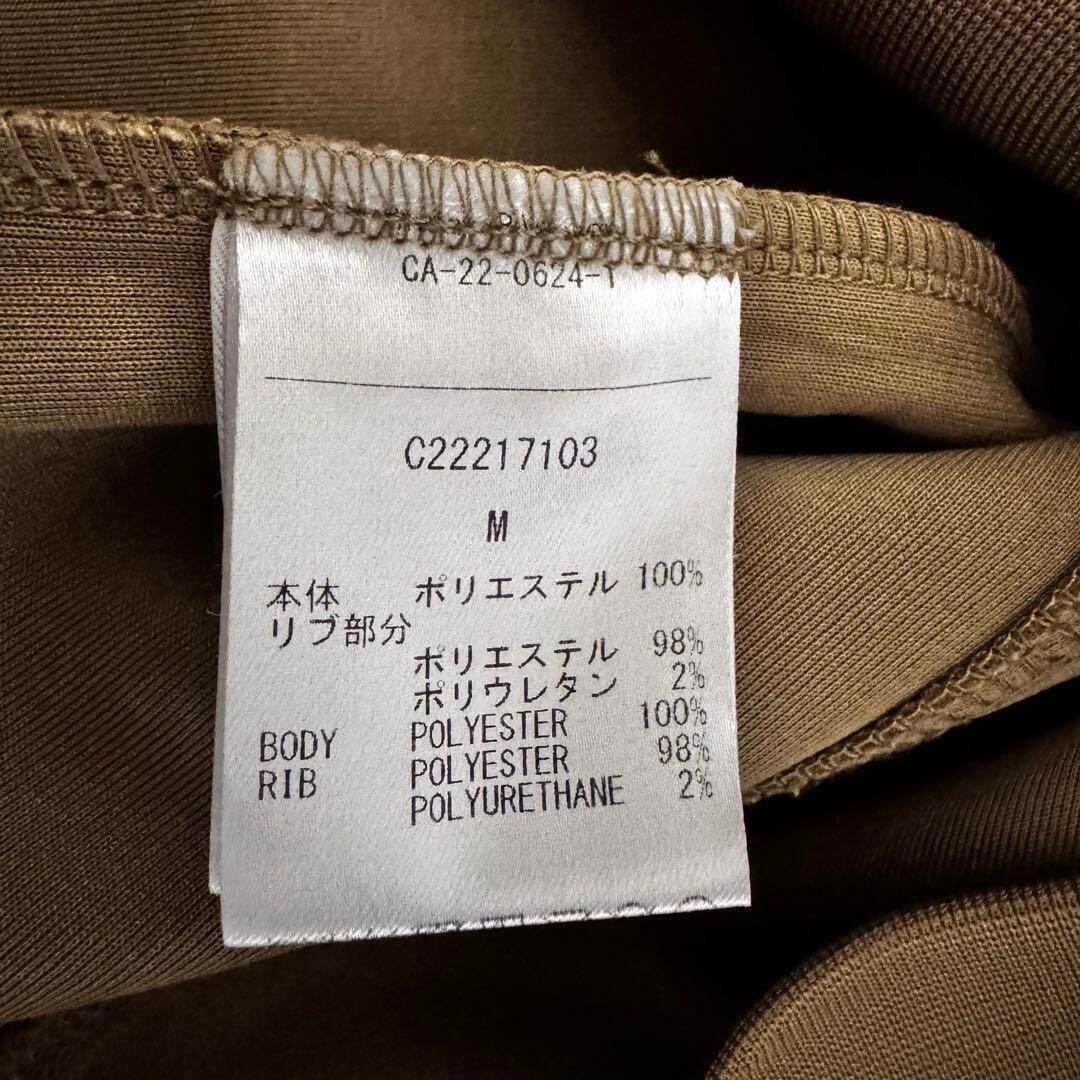 CA-22-0624-1
C22217103
M
本体 ポリエステル 100%
リブ部分
ポリエステル 98%
ポリウレタン 2%
BODY POLYESTER 100%
RIB POLYESTER 98%
POLYURETHANE 2%